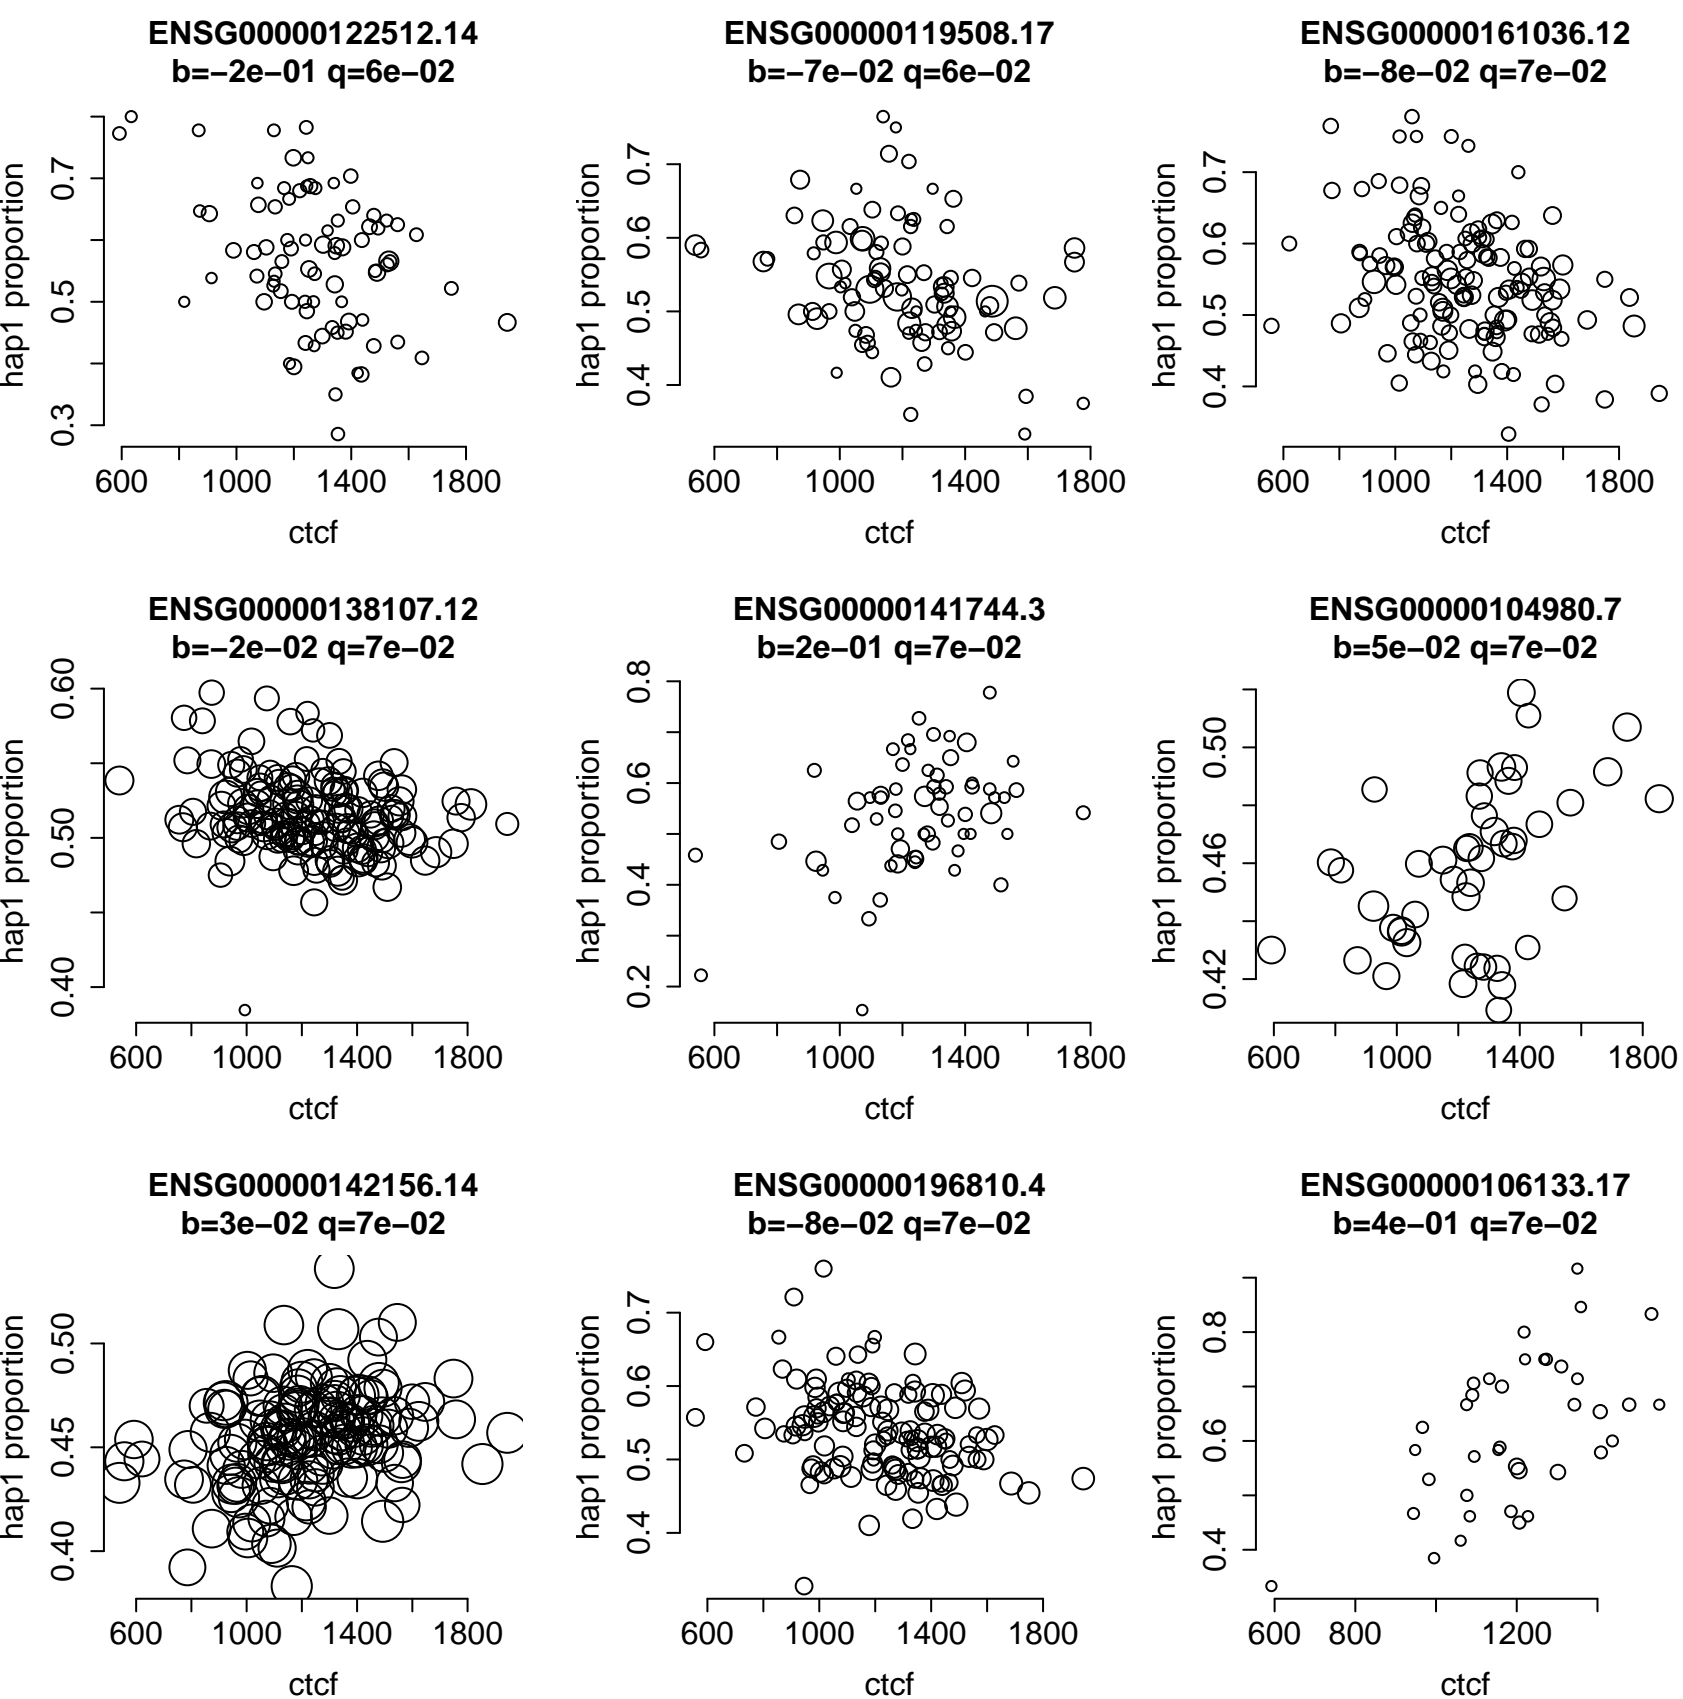 ENSG00000122512.14
b=−2e−01 q=6e−02
hap1 proportion
0.3 0.5 0.7
600 1000 1400 1800
ctcf
ENSG00000119508.17
b=−7e−02 q=6e−02
hap1 proportion
0.4 0.5 0.6 0.7
600 1000 1400 1800
ctcf
ENSG00000161036.12
b=−8e−02 q=7e−02
hap1 proportion
0.4 0.5 0.6 0.7
600 1000 1400 1800
ctcf
ENSG00000138107.12
b=−2e−02 q=7e−02
hap1 proportion
0.40 0.50 0.60
600 1000 1400 1800
ctcf
ENSG00000141744.3
b=2e−01 q=7e−02
hap1 proportion
0.2 0.4 0.6 0.8
600 1000 1400 1800
ctcf
ENSG00000104980.7
b=5e−02 q=7e−02
hap1 proportion
0.42 0.46 0.50
600 1000 1400 1800
ctcf
ENSG00000142156.14
b=3e−02 q=7e−02
hap1 proportion
0.40 0.45 0.50
600 1000 1400 1800
ctcf
ENSG00000196810.4
b=−8e−02 q=7e−02
hap1 proportion
0.4 0.5 0.6 0.7
600 1000 1400 1800
ctcf
ENSG00000106133.17
b=4e−01 q=7e−02
hap1 proportion
0.4 0.6 0.8
600 800 1200
ctcf